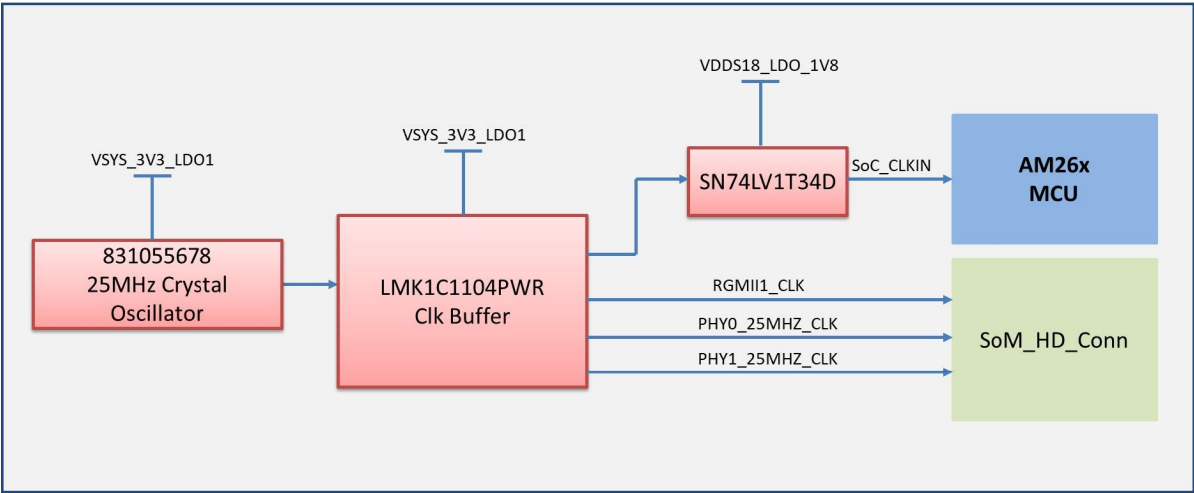 VDDS18_LDO_1V8
VSYS_3V3_LDO1
VSYS_3V3_LDO1
SN74LV1T34D
SoC_CLKIN
AM26x
MCU
831055678
25MHz Crystal
Oscillator
LMK1C1104PWR
Clk Buffer
RGMII1_CLK
PHY0_25MHZ_CLK
PHY1_25MHZ_CLK
SoM_HD_Conn